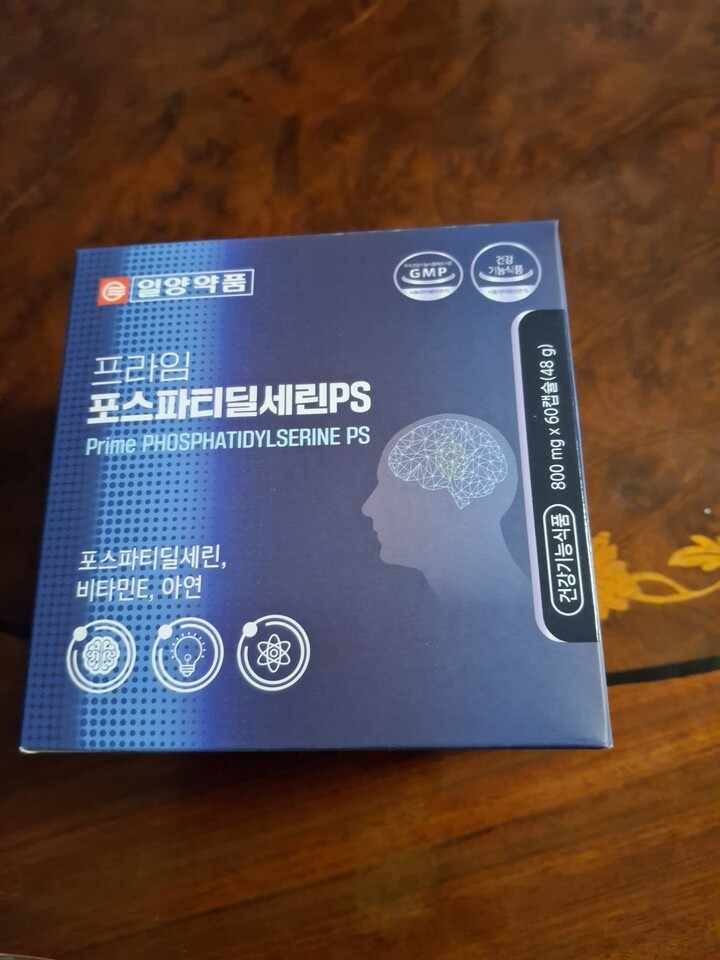 일양약품
GMP
건강
기능식품
프라임
포스파티딜세린PS
Prime PHOSPHATIDYLSERINE PS
포스파티딜세린,
비타민E, 아연
건강기능식품 800 mg x 60캡슐(48 g)